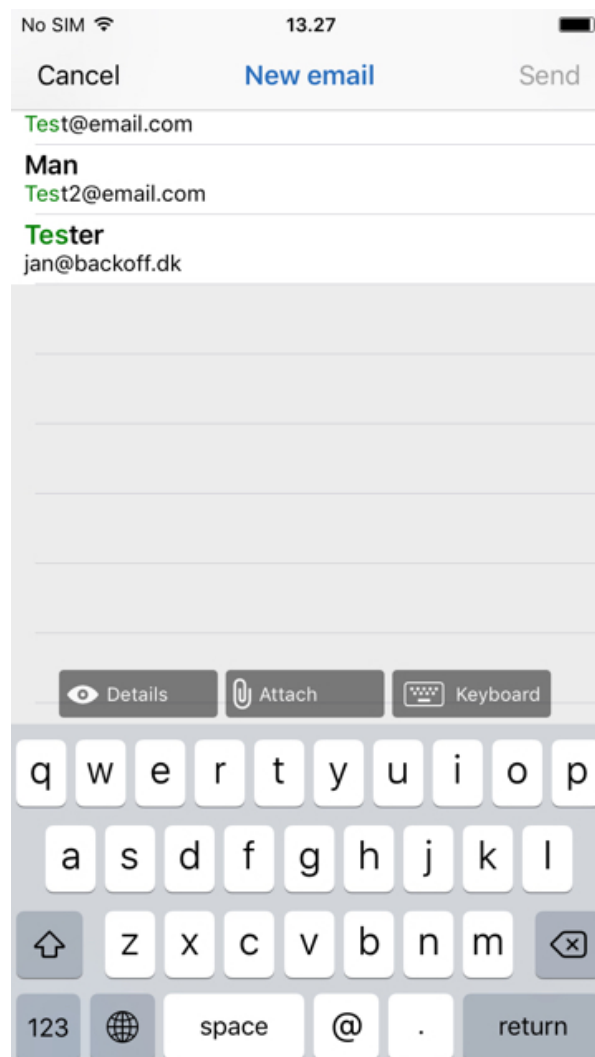 No SIM 13.27
Cancel New email Send
Test@email.com
Man
Test2@email.com
Tester
jan@backoff.dk
Details Attach Keyboard
q w e r t y u i o p
a s d f g h j k l
z x c v b n m
123 space @ . return